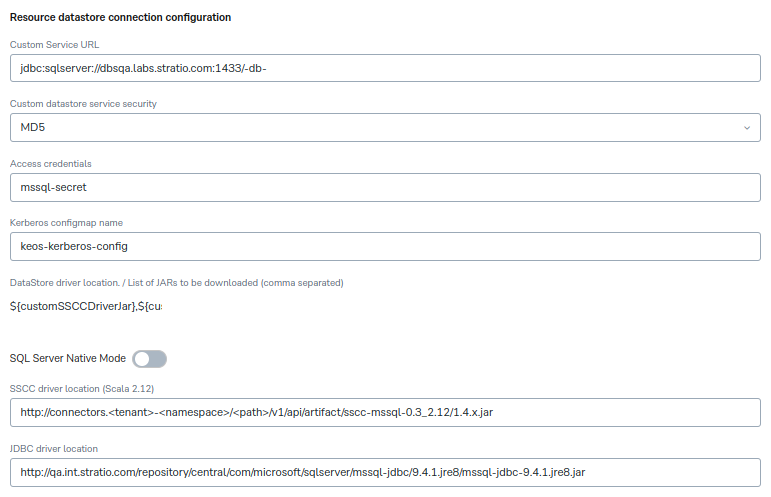 Resource datastore connection configuration
Custom Service URL
jdbc:sqlserver://dbsqa.labs.stratio.com:1433/-db-
Custom datastore service security
MD5
Access credentials
mssql-secret
Kerberos configmap name
keos-kerberos-config
DataStore driver location. / List of JARs to be downloaded (comma separated)
${customSSCCDriverJar},${cu
SQL Server Native Mode
SSCC driver location (Scala 2.12)
http://connectors.<tenant>-<namespace>/<path>/v1/api/artifact/sscc-mssql-0.3_2.12/1.4.x.jar
JDBC driver location
http://qa.int.stratio.com/repository/central/com/microsoft/sqlserver/mssql-jdbc/9.4.1.jre8/mssql-jdbc-9.4.1.jre8.jar